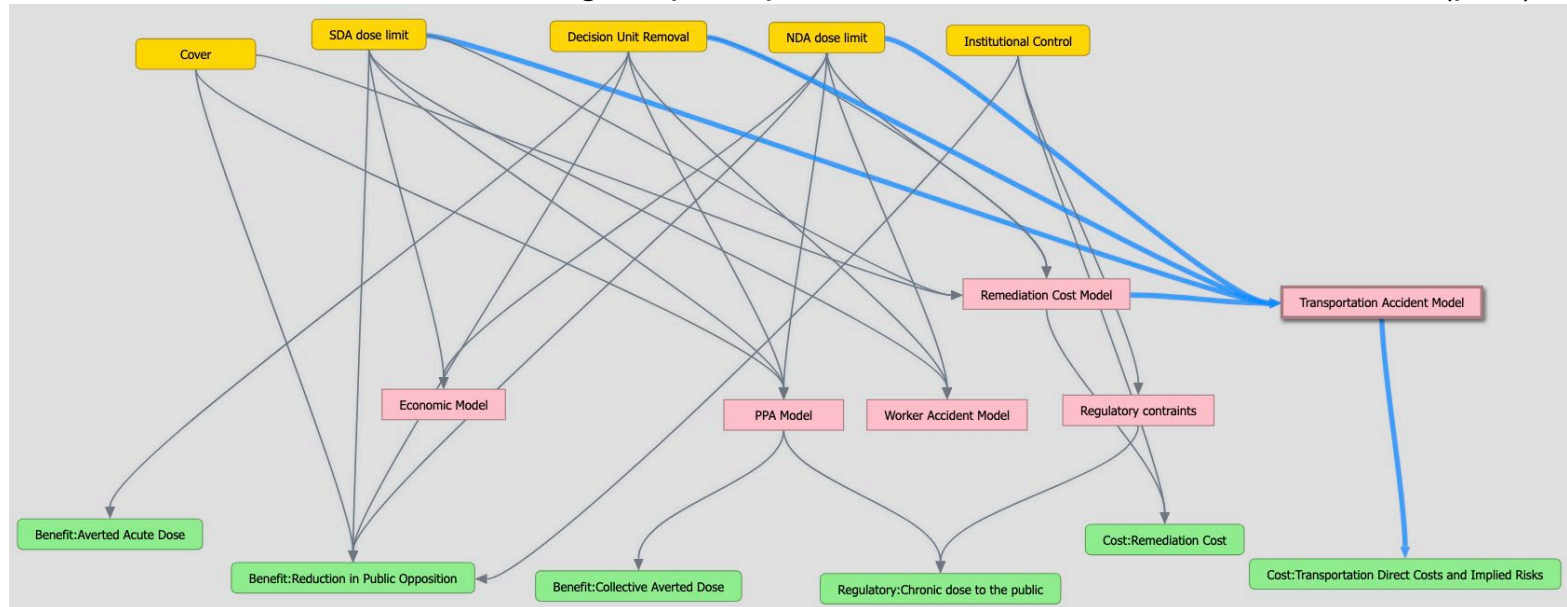 Cover
SDA dose limit
Decision Unit Removal
NDA dose limit
Institutional Control
Remediation Cost Model
Transportation Accident Model
Economic Model
PPA Model
Worker Accident Model
Regulatory contraints
Benefit:Averted Acute Dose
Benefit:Reduction in Public Opposition
Benefit:Collective Averted Dose
Regulatory:Chronic dose to the public
Cost:Remediation Cost
Cost:Transportation Direct Costs and Implied Risks